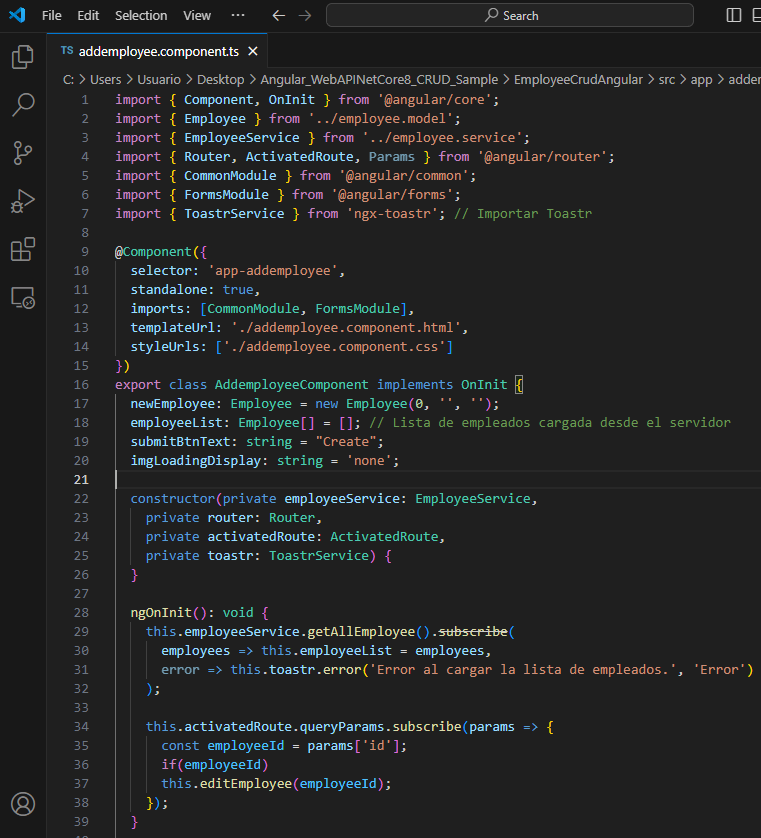 File Edit Selection View ··· Search
TS addemployee.component.ts
C: > Users > Usuario > Desktop > Angular_WebAPINetCore8_CRUD_Sample > EmployeeCrudAngular > src > app >
1 import { Component, OnInit } from '@angular/core';
2 import { Employee } from '../employee.model';
3 import { EmployeeService } from '../employee.service';
4 import { Router, ActivatedRoute, Params } from '@angular/router';
5 import { CommonModule } from '@angular/common';
6 import { FormsModule } from '@angular/forms';
7 import { ToastrService } from 'ngx-toastr'; // Importar Toastr
8
9 @Component({
10 selector: 'app-addemployee',
11 standalone: true,
12 imports: [CommonModule, FormsModule],
13 templateUrl: './addemployee.component.html',
14 styleUrls: ['./addemployee.component.css']
15 })
16 export class AddemployeeComponent implements OnInit {
17 newEmployee: Employee = new Employee(0, '', '');
18 employeeList: Employee[] = []; // Lista de empleados cargada desde el servidor
19 submitBtnText: string = "Create";
20 imgLoadingDisplay: string = 'none';
21
22 constructor(private employeeService: EmployeeService,
23 private router: Router,
24 private activatedRoute: ActivatedRoute,
25 private toastr: ToastrService) {
26 }
27
28 ngOnInit(): void {
29 this.employeeService.getAllEmployee().subscribe(
30 employees => this.employeeList = employees,
31 error => this.toastr.error('Error al cargar la lista de empleados.', 'Error')
32 );
33
34 this.activatedRoute.queryParams.subscribe(params => {
35 const employeeId = params['id'];
36 if(employeeId)
37 this.editEmployee(employeeId);
38 });
39 }